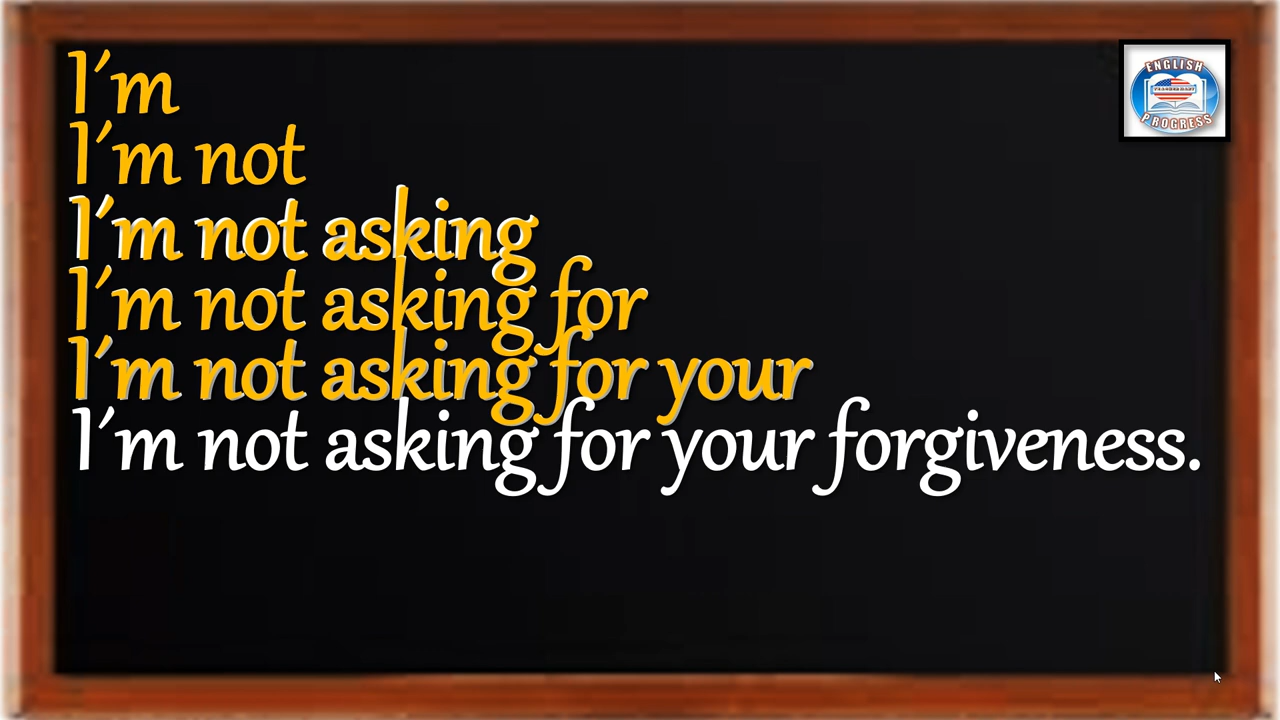 I'm
I'm not
I'm not asking
I'm not asking for
I'm not asking for your
I'm not asking for your forgiveness.
ENGLISH
PROGRESS